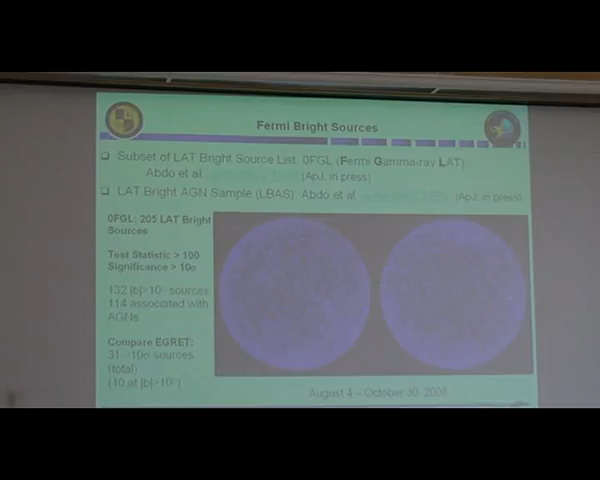 Fermi Bright Sources
Subset of LAT Bright Source List, 0FGL (Fermi Gamma-ray LAT)
Abdo et al. (ApJ, in press)
LAT Bright AGN Sample (LBAS): Abdo et al. (ApJ, in press)
0FGL: 205 LAT Bright
Sources
Test Statistic > 100
Significance > 10σ
132 |b|>10° sources
114 associated with
AGNs
Compare EGRET:
31 >10σ sources
(total)
(10 at |b|>10°)
August 4 – October 30, 2008